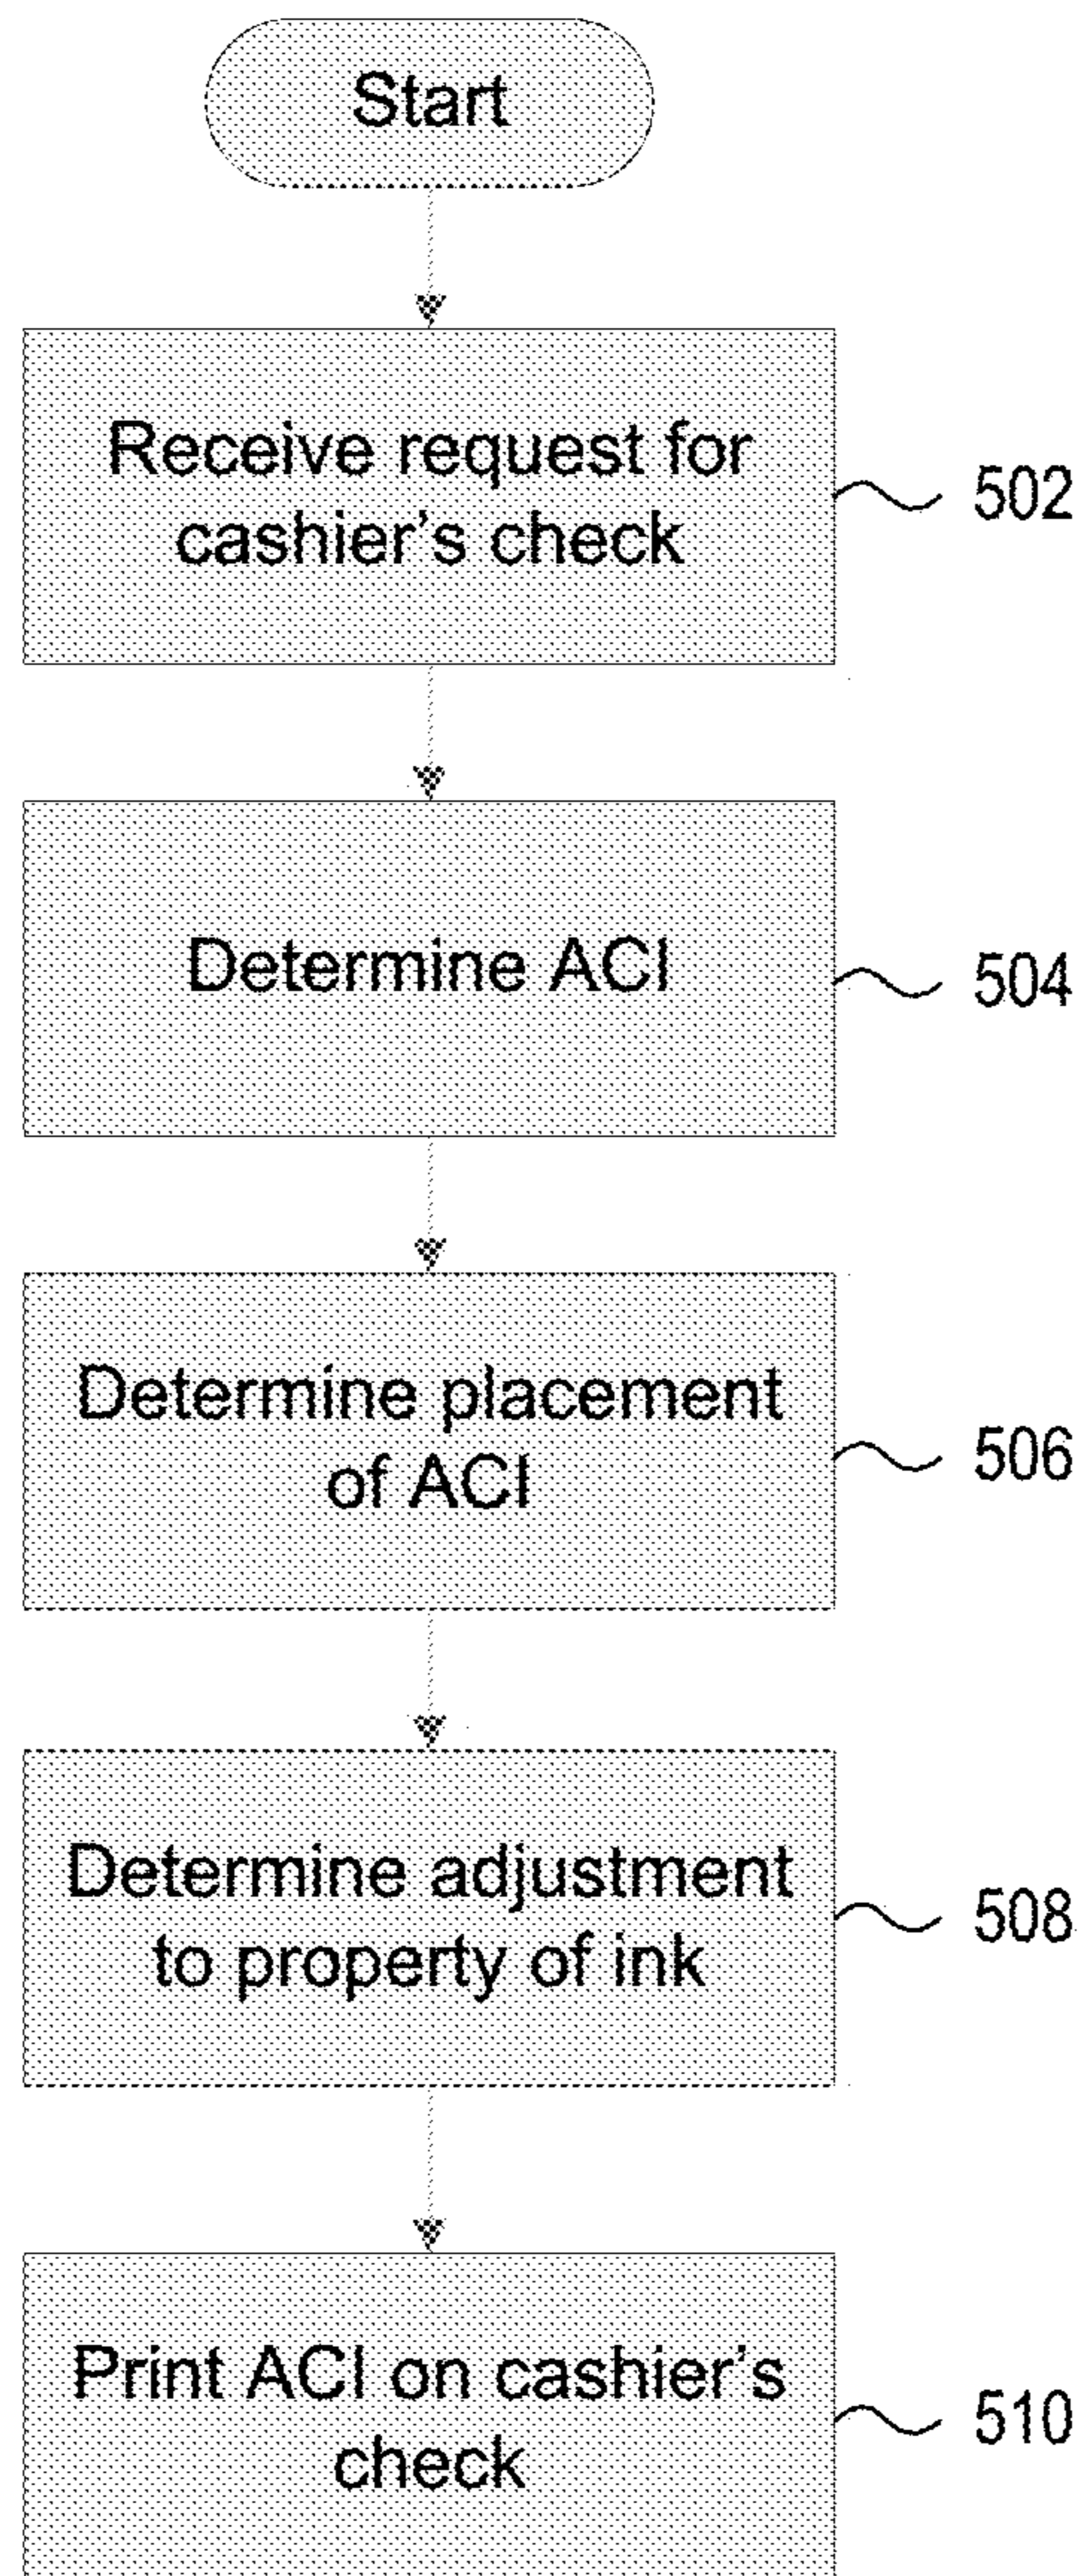 Start
Receive request for
cashier's check
502
Determine ACI
504
Determine placement
of ACI
506
Determine adjustment
to property of ink
508
Print ACI on cashier's
check
510